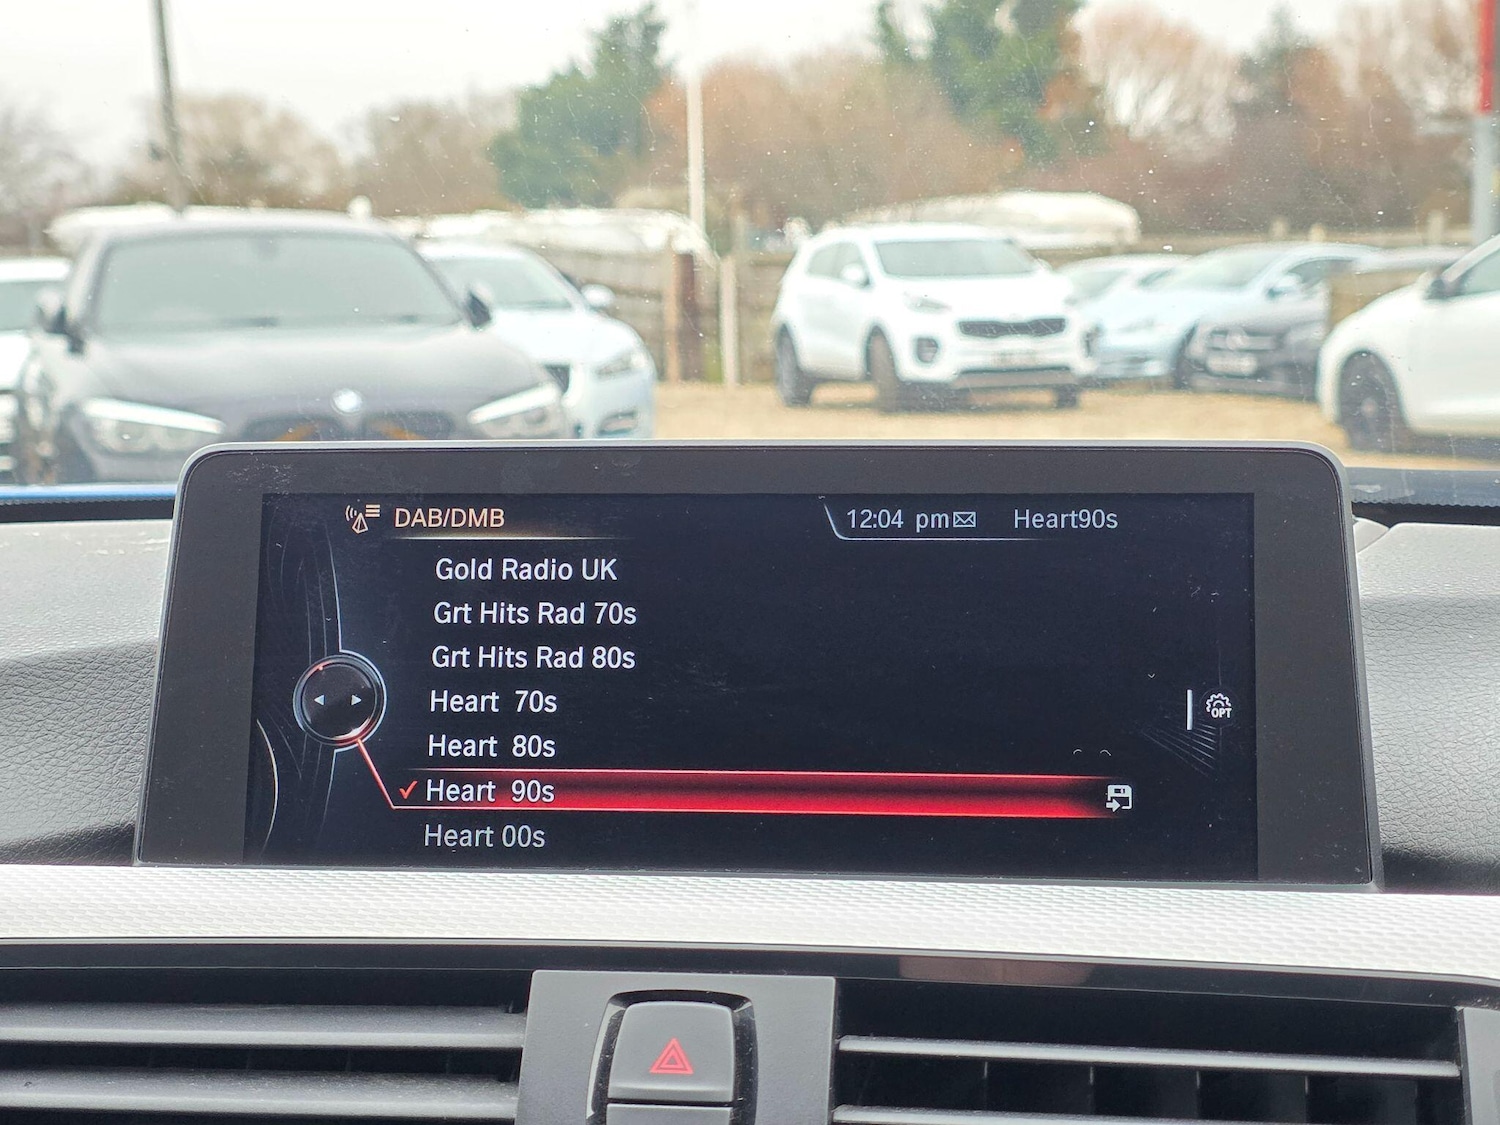 DAB/DMB
12:04 pm Heart90s
Gold Radio UK
Grt Hits Rad 70s
Grt Hits Rad 80s
Heart 70s
Heart 80s
Heart 90s
Heart 00s
OPT